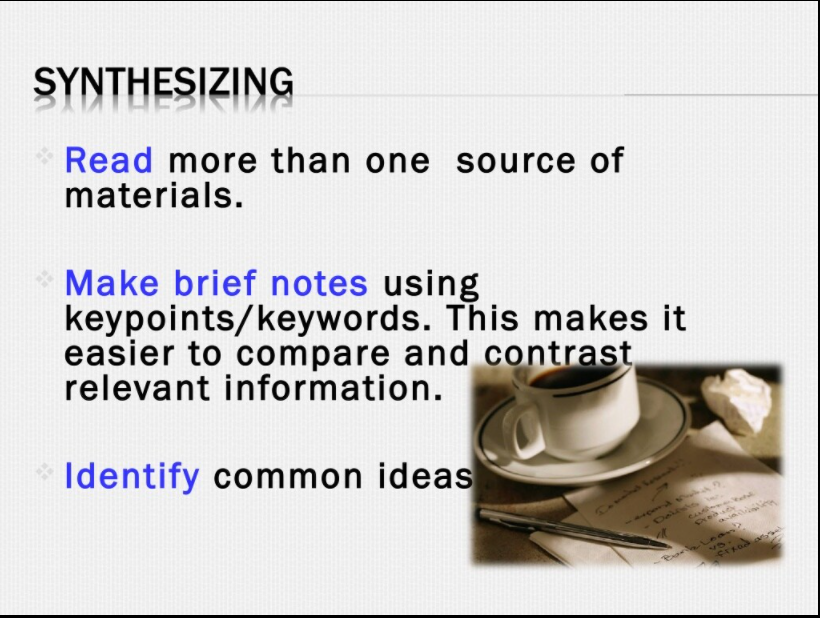 SYNTHESIZING
Read more than one source of
materials.
Make brief notes using
keypoints/keywords. This makes it
easier to compare and contrast
relevant information.
Identify common ideas